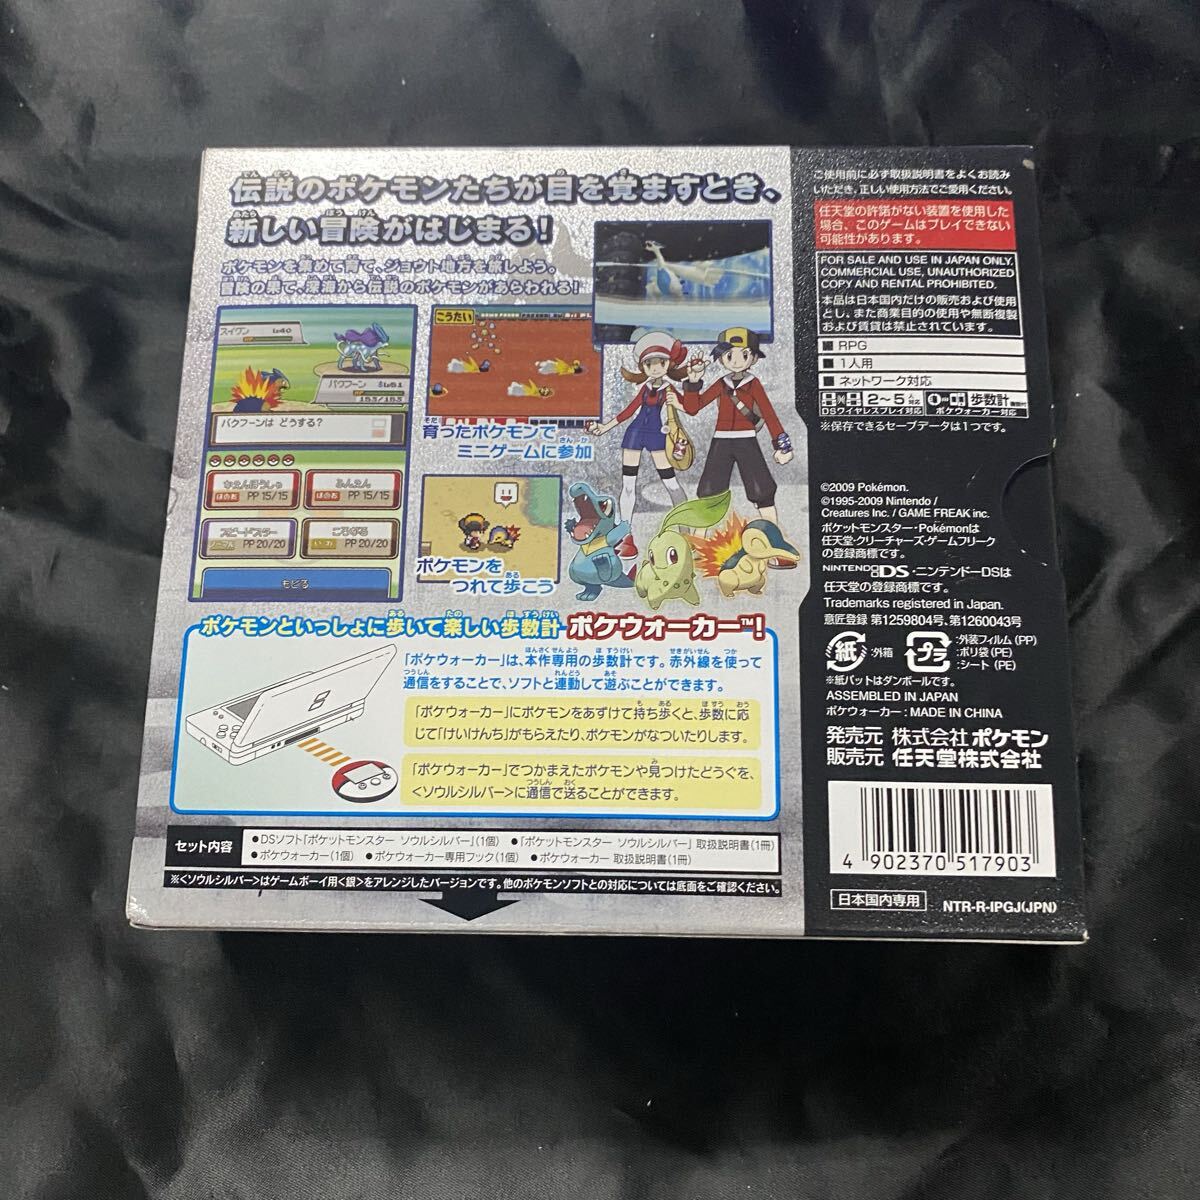 伝説のポケモンたちが目を覚ますとき、
新しい冒険がはじまる!
ポケモンを集めて育て、ジョウト地方を旅しよう。
冒険の果て、深海から伝説のポケモンがあらわれる!
スイクン Lv40
バクフーン
153/153
バクフーンは どうする?
ふんえん
ほのお PP 15/15
ほのお PP 15/15
スピードスター
ころがる
PP 20/20
いわ PP 20/20
もどる
こうたい
育ったポケモンで
ミニゲームに参加
ポケモンを
つれて歩こう
ポケモンといっしょに歩いて楽しい歩数計 ポケウォーカー™!
「ポケウォーカー」は、本作専用の歩数計です。赤外線を使って
通信をすることで、ソフトと連動して遊ぶことができます。
「ポケウォーカー」にポケモンをあずけて持ち歩くと、歩数に応
じて「けいけんち」がもらえたり、ポケモンがなついたりします。
「ポケウォーカー」でつかまえたポケモンや見つけたどうぐを、
<ソウルシルバー>に通信で送ることができます。
セット内容
●DSソフト「ポケットモンスター ソウルシルバー」(1個) ●「ポケットモンスター ソウルシルバー」取扱説明書(1冊)
●ポケウォーカー(1個) ●ポケウォーカー専用フック(1個) ●ポケウォーカー 取扱説明書(1冊)
※<ソウルシルバー>はゲームボーイ用<銀>をアレンジしたバージョンです。他のポケモンソフトとの対応については底面をご確認ください。
ご使用前に必ず取扱説明書をよくお読み
いただき、正しい使用方法でご愛用ください。
任天堂の許諾がない装置を使用した
場合、このゲームはプレイできない
可能性があります。
FOR SALE AND USE IN JAPAN ONLY.
COMMERCIAL USE, UNAUTHORIZED
COPY AND RENTAL PROHIBITED.
本品は日本国内だけの販売および使用
とし、また商業目的の使用や無断複製
および賃貸は禁止されています。
■RPG
■1人用
■ネットワーク対応
2~5人対応 歩数計
DSワイヤレスプレイ対応 ポケウォーカー対応
※保存できるセーブデータは1つです。
©2009 Pokémon.
©1995-2009 Nintendo /
Creatures Inc. / GAME FREAK inc.
ポケットモンスター・Pokémonは
任天堂・クリーチャーズ・ゲームフリーク
の登録商標です。
NINTENDO DS・ニンテンドーDSは
任天堂の登録商標です。
Trademarks registered in Japan.
意匠登録 第1259804号、第1260043号
紙 :外箱
プラ :外装フィルム(PP)
:ポリ袋(PE)
:シート(PE)
※紙パットはダンボールです。
ASSEMBLED IN JAPAN
ポケウォーカー : MADE IN CHINA
発売元 株式会社ポケモン
販売元 任天堂株式会社
4 902370 517903
日本国内専用
NTR-R-IPGJ(JPN)